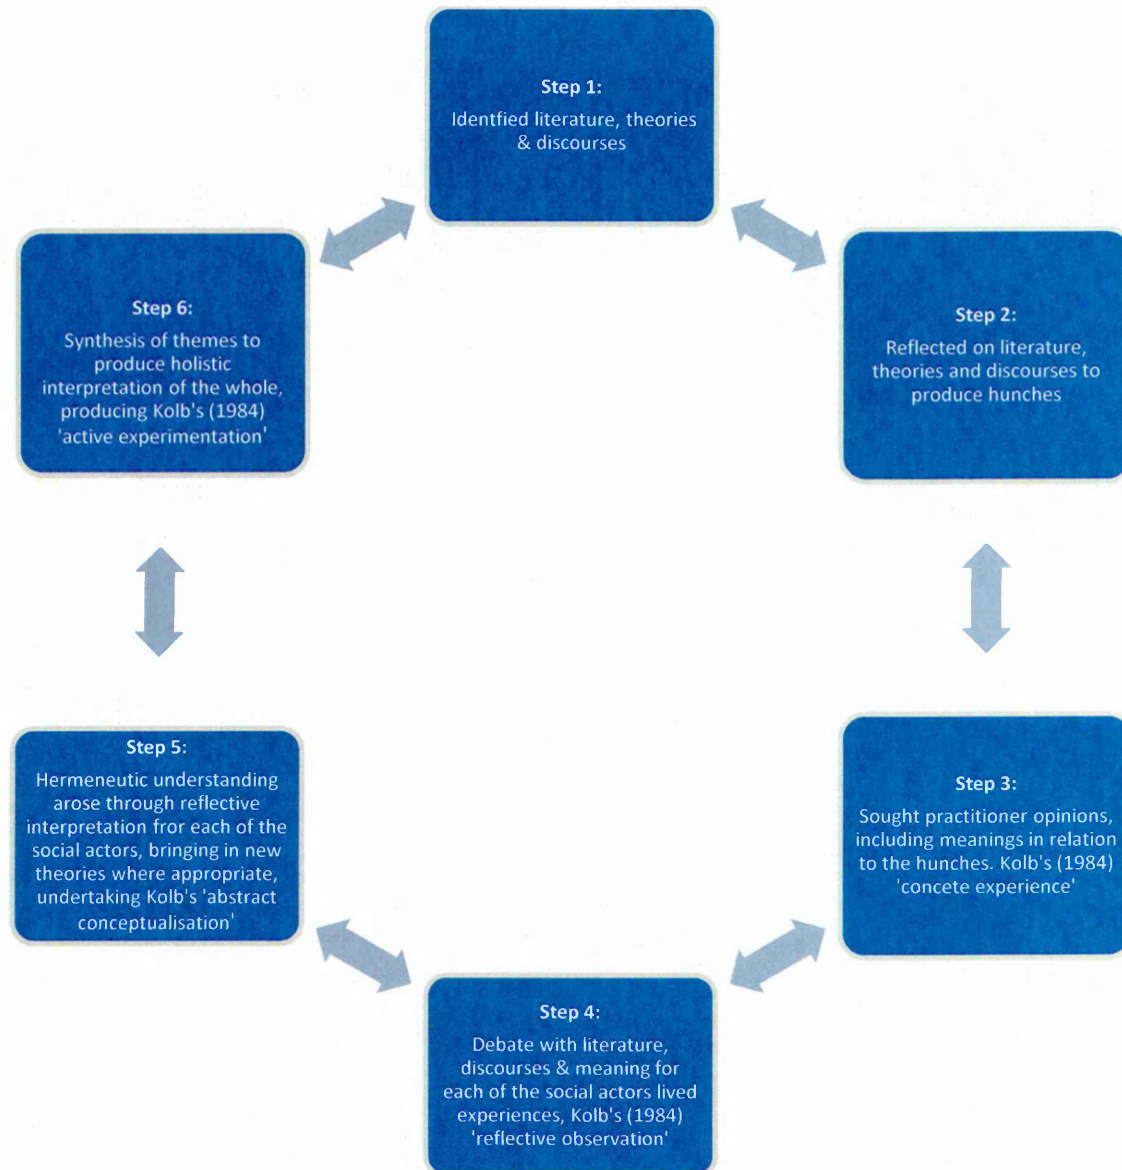 Step 1:
Identfied literature, theories
& discourses
Step 2:
Reflected on literature,
theories and discourses to
produce hunches
Step 3:
Sought practitioner opinions,
including meanings in relation
to the hunches. Kolb's (1984)
'concete experience'
Step 4:
Debate with literature,
discourses & meaning for
each of the social actors lived
experiences, Kolb's (1984)
'reflective observation'
Step 5:
Hermeneutic understanding
arose through reflective
interpretation fror each of the
social actors, bringing in new
theories where appropriate,
undertaking Kolb's 'abstract
conceptualisation'
Step 6:
Synthesis of themes to
produce holistic
interpretation of the whole,
producing Kolb's (1984)
'active experimentation'